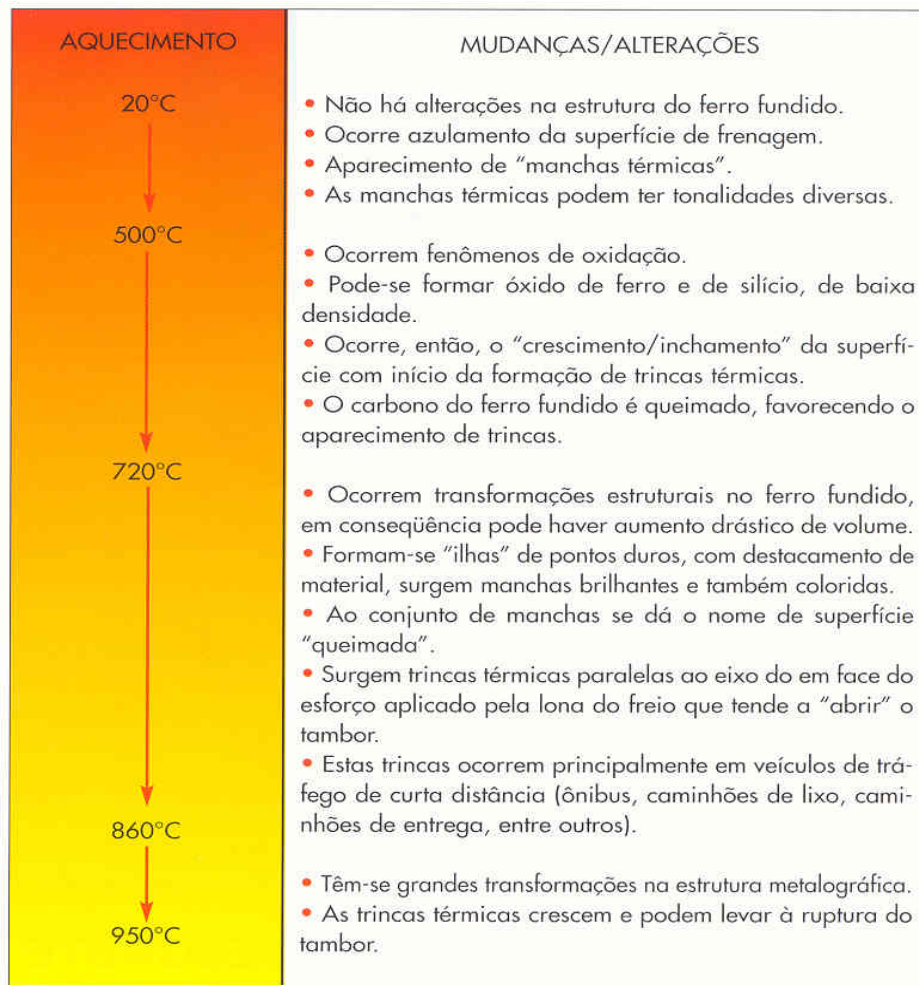 AQUECIMENTO
MUDANÇAS/ALTERAÇÕES
20°C
• Não há alterações na estrutura do ferro fundido.
• Ocorre azulamento da superfície de frenagem.
• Aparecimento de “manchas térmicas”.
• As manchas térmicas podem ter tonalidades diversas.
500°C
• Ocorrem fenômenos de oxidação.
• Pode-se formar óxido de ferro e de silício, de baixa
densidade.
• Ocorre, então, o “crescimento/inchamento” da superfí-
cie com início da formação de trincas térmicas.
• O carbono do ferro fundido é queimado, favorecendo o
aparecimento de trincas.
720°C
• Ocorrem transformações estruturais no ferro fundido,
em conseqüência pode haver aumento drástico de volume.
• Formam-se “ilhas” de pontos duros, com destacamento de
material, surgem manchas brilhantes e também coloridas.
• Ao conjunto de manchas se dá o nome de superfície
“queimada”.
• Surgem trincas térmicas paralelas ao eixo do em face do
esforço aplicado pela lona do freio que tende a “abrir” o
tambor.
• Estas trincas ocorrem principalmente em veículos de trá-
fego de curta distância (ônibus, caminhões de lixo, cami-
nhões de entrega, entre outros).
860°C
• Têm-se grandes transformações na estrutura metalográfica.
• As trincas térmicas crescem e podem levar à ruptura do
tambor.
950°C